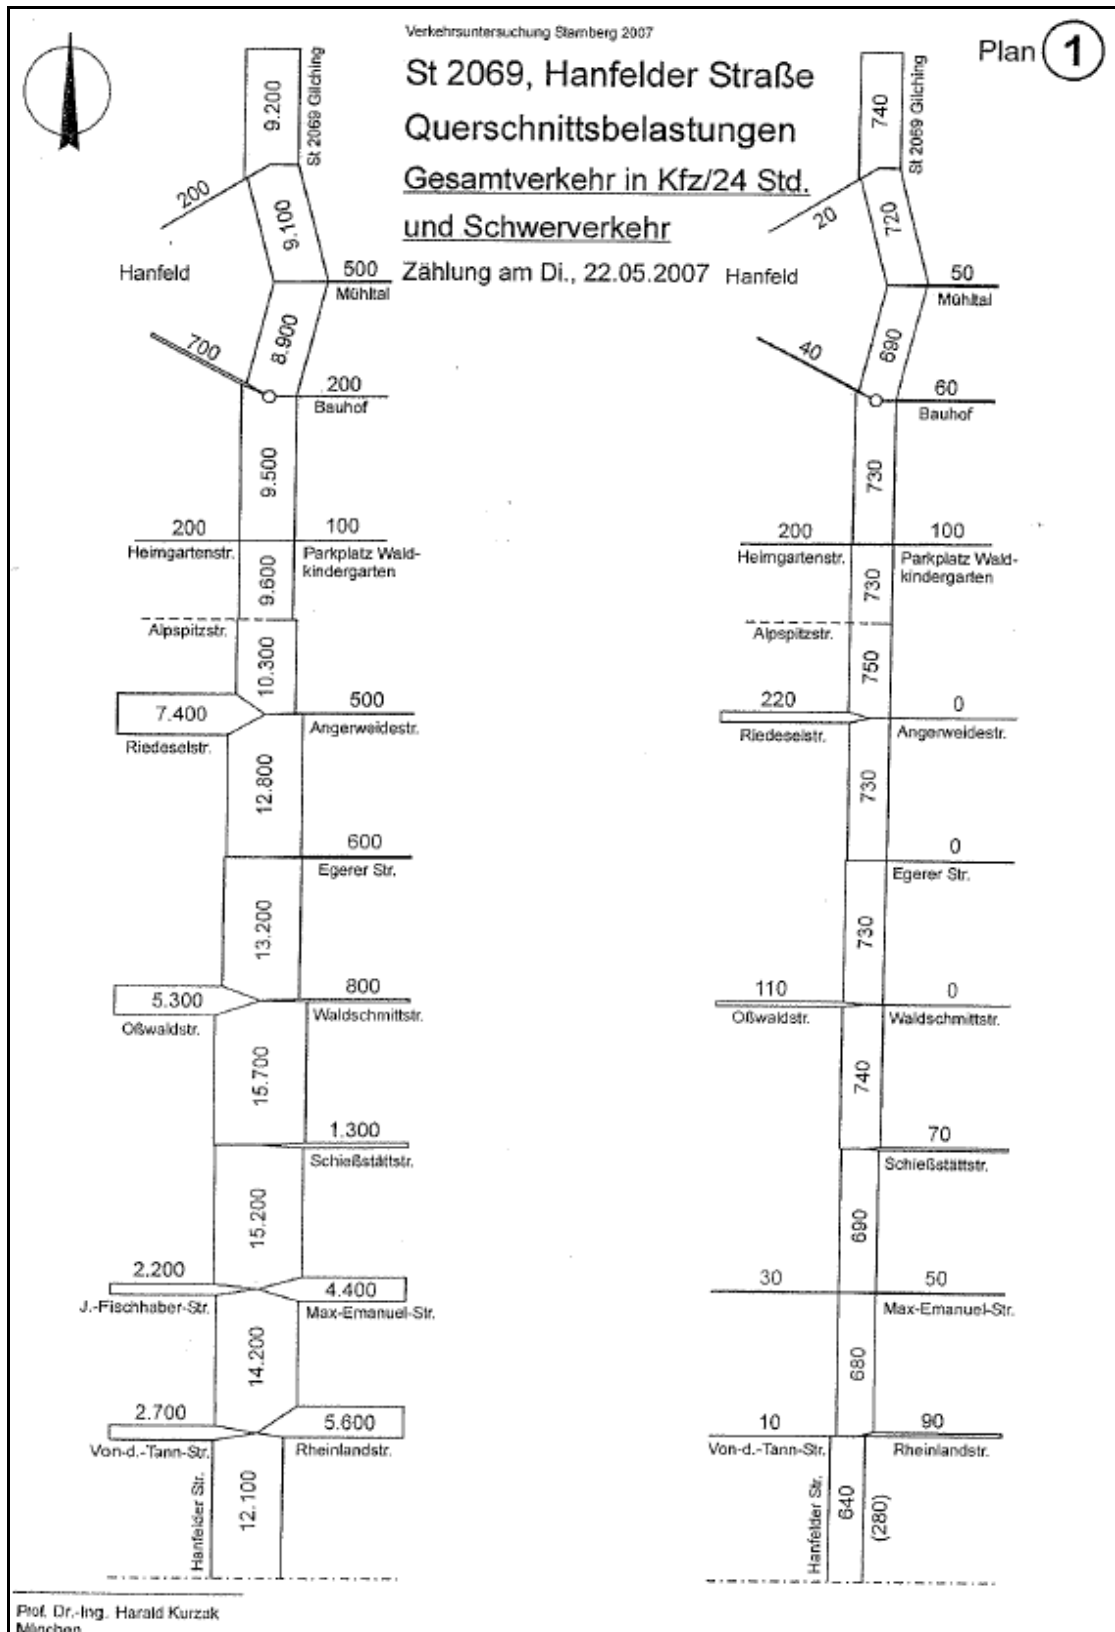 Verkehrsuntersuchung Starnberg 2007
Plan 1
St 2069, Hanfelder Straße
Querschnittsbelastungen
Gesamtverkehr in Kfz/24 Std.
und Schwerverkehr
Zählung am Di., 22.05.2007
9.200
St 2069 Gilching
200
9.100
Hanfeld
500
Mühltal
8.900
700
200
Bauhof
9.500
200
100
Heimgartenstr.
Parkplatz Wald-
kindergarten
9.600
Alpspitzstr.
10.300
7.400
500
Riedeselstr.
Angerweidestr.
12.800
600
Egerer Str.
13.200
5.300
800
Oßwaldstr.
Waldschmittstr.
15.700
1.300
Schießstättstr.
15.200
2.200
4.400
J.-Fischhaber-Str.
Max-Emanuel-Str.
14.200
2.700
5.600
Von-d.-Tann-Str.
Rheinlandstr.
Hanfelder Str.
12.100
740
St 2069 Gilching
20
720
Hanfeld
50
Mühltal
690
40
60
Bauhof
730
200
100
Heimgartenstr.
Parkplatz Wald-
kindergarten
730
Alpspitzstr.
750
220
0
Riedeselstr.
Angerweidestr.
730
0
Egerer Str.
730
110
0
Oßwaldstr.
Waldschmittstr.
740
70
Schießstättstr.
690
30
50
Max-Emanuel-Str.
680
10
90
Von-d.-Tann-Str.
Rheinlandstr.
Hanfelder Str.
640
(280)
Prof. Dr.-Ing. Harald Kurzak
München